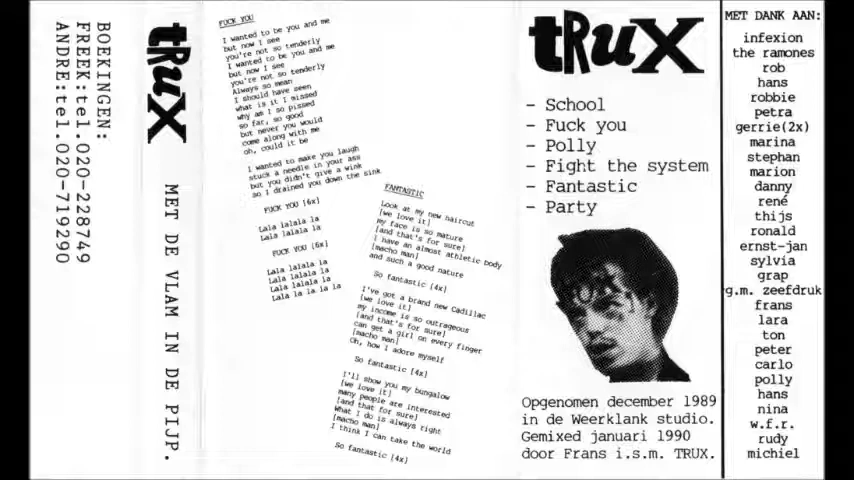 BOEKINGEN:
FREEK:tel.020-228749
ANDRE:tel.020-719290
tRuX
MET DE VLAM IN DE PIJP.
FUCK YOU
I wanted to be you and me
but now I see
you're not so tenderly
I wanted to be you and me
but now I see
you're not so tenderly
Always so mean
I should have seen
what is it I missed
why am I so pissed
so far, so good
but never you would
come along with me
oh, could it be
I wanted to make you laugh
stuck a needle in your ass
but you didn't give a wink
so I drained you down the sink
FUCK YOU [6x]
Lala lalala la
Lala lalala la
FUCK YOU [6x]
Lala lalala la
Lala lalala la
Lala lalala la
Lala la la la la
FANTASTIC
Look at my new haircut
[we love it]
my face is so mature
[and that's for sure]
I have an almost athletic body
[macho man]
and such a good nature
So fantastic [4x]
I've got a brand new Cadillac
[we love it]
my income is so outrageous
[and that's for sure]
can get a girl on every finger
[macho man]
Oh, how I adore myself
So fantastic [4x]
I'll show you my bungalow
[we love it]
many people are interested
[and that for sure]
What I do is always right
[macho man]
I think I can take the world
So fantastic [4x]
tRuX
- School
- Fuck you
- Polly
- Fight the system
- Fantastic
- Party
Opgenomen december 1989
in de Weerklank studio.
Gemixed januari 1990
door Frans i.s.m. TRUX.
MET DANK AAN:
infexion
the ramones
rob
hans
robbie
petra
gerrie(2x)
marina
stephan
marion
danny
rené
thijs
ronald
ernst-jan
sylvia
grap
g.m. zeefdruk
frans
lara
ton
peter
carlo
polly
hans
nina
w.f.r.
rudy
michiel